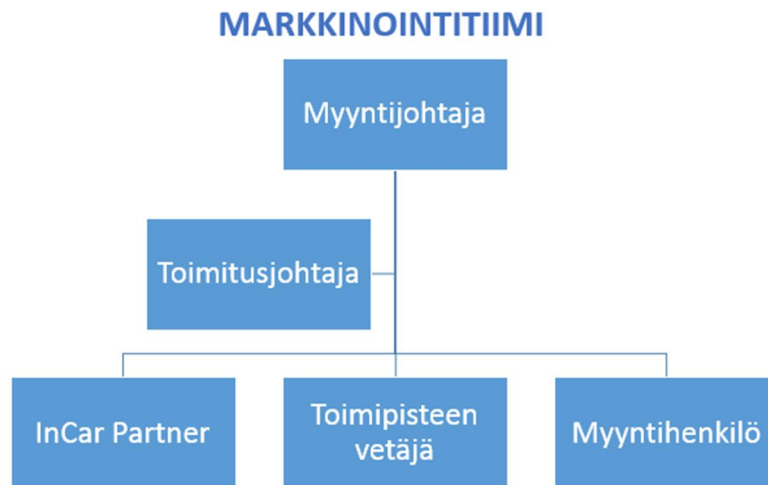 MARKKINOINTITIIMI
Myyntijohtaja
Toimitusjohtaja
InCar Partner
Toimipisteen
vetäjä
Myyntihenkilö